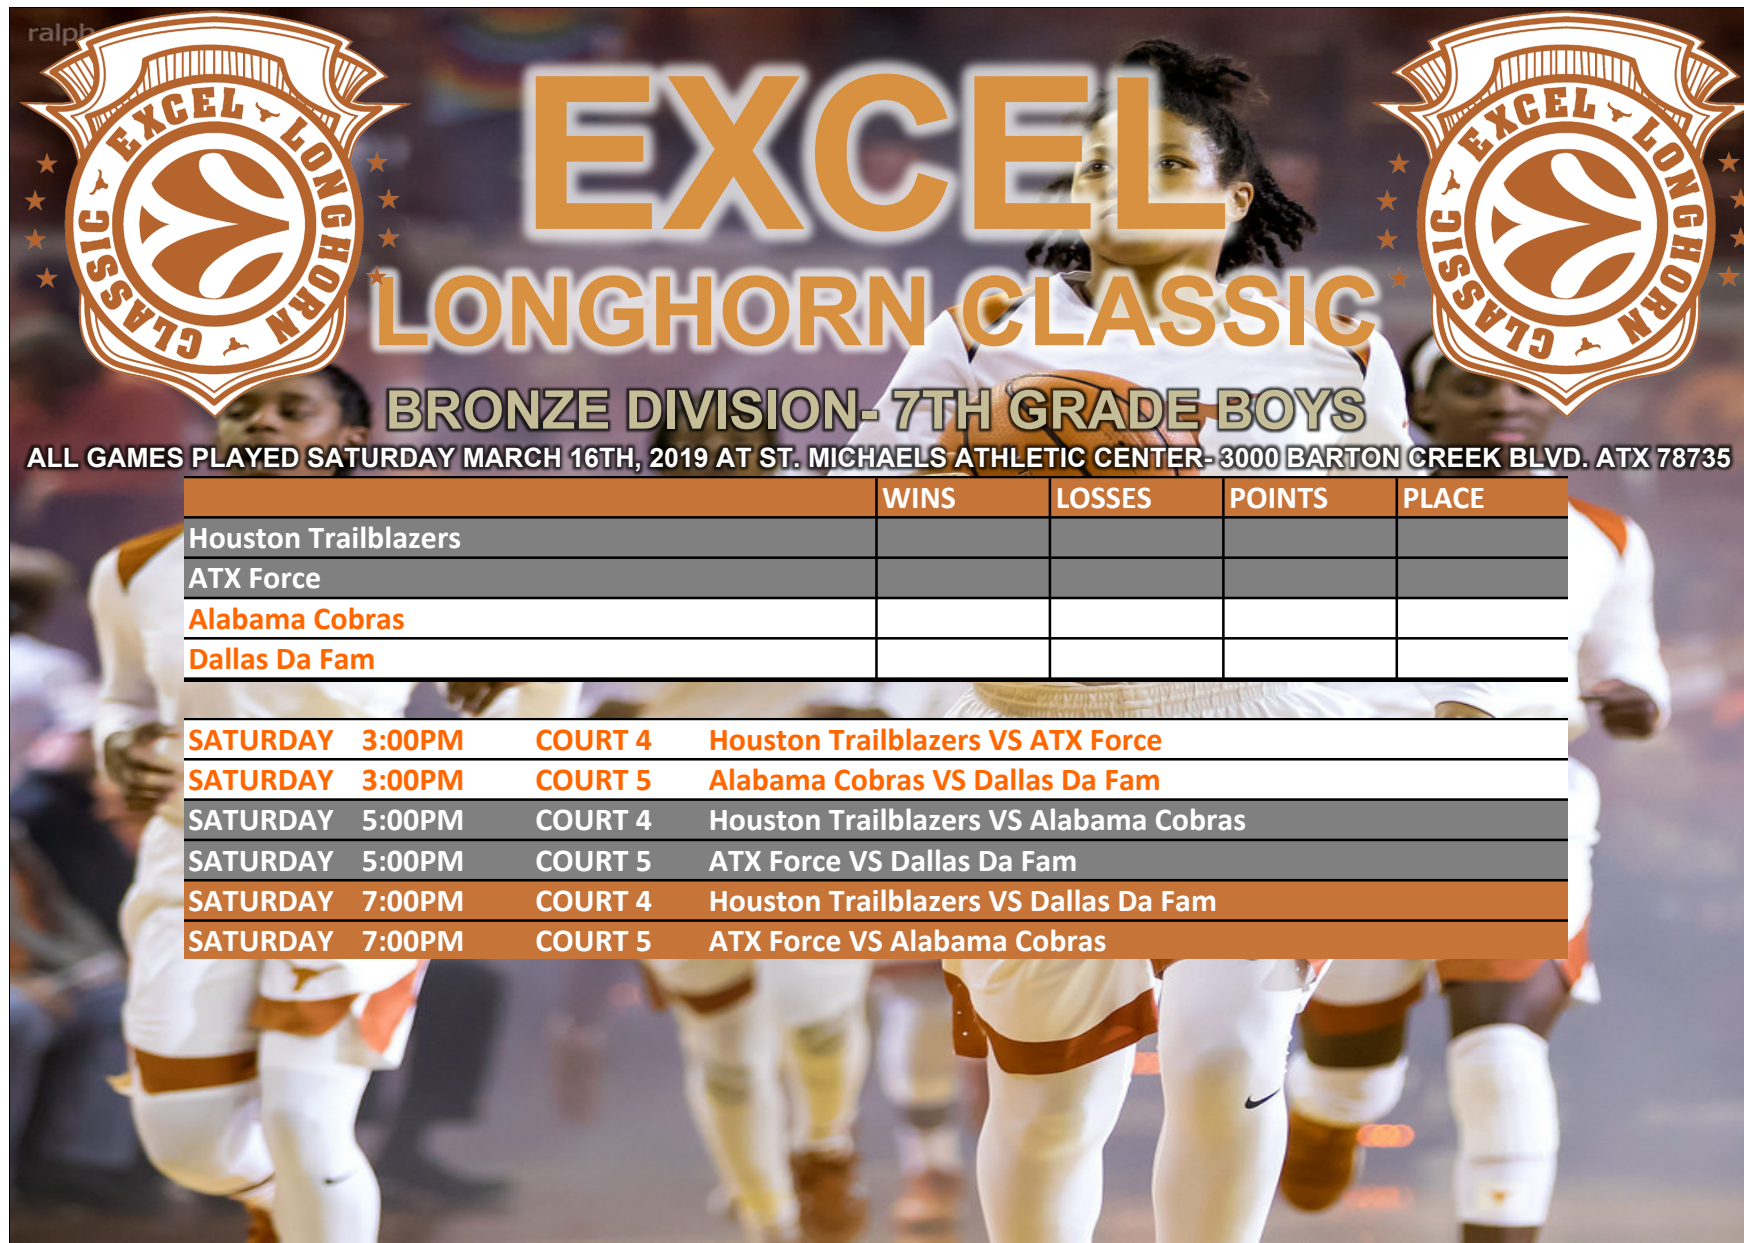 ralph
EXCEL LONGHORN CLASSIC
EXCEL LONGHORN CLASSIC
EXCEL
LONGHORN CLASSIC
BRONZE DIVISION- 7TH GRADE BOYS
ALL GAMES PLAYED SATURDAY MARCH 16TH, 2019 AT ST. MICHAELS ATHLETIC CENTER- 3000 BARTON CREEK BLVD. ATX 78735
WINS LOSSES POINTS PLACE
Houston Trailblazers
ATX Force
Alabama Cobras
Dallas Da Fam
SATURDAY 3:00PM COURT 4 Houston Trailblazers VS ATX Force
SATURDAY 3:00PM COURT 5 Alabama Cobras VS Dallas Da Fam
SATURDAY 5:00PM COURT 4 Houston Trailblazers VS Alabama Cobras
SATURDAY 5:00PM COURT 5 ATX Force VS Dallas Da Fam
SATURDAY 7:00PM COURT 4 Houston Trailblazers VS Dallas Da Fam
SATURDAY 7:00PM COURT 5 ATX Force VS Alabama Cobras